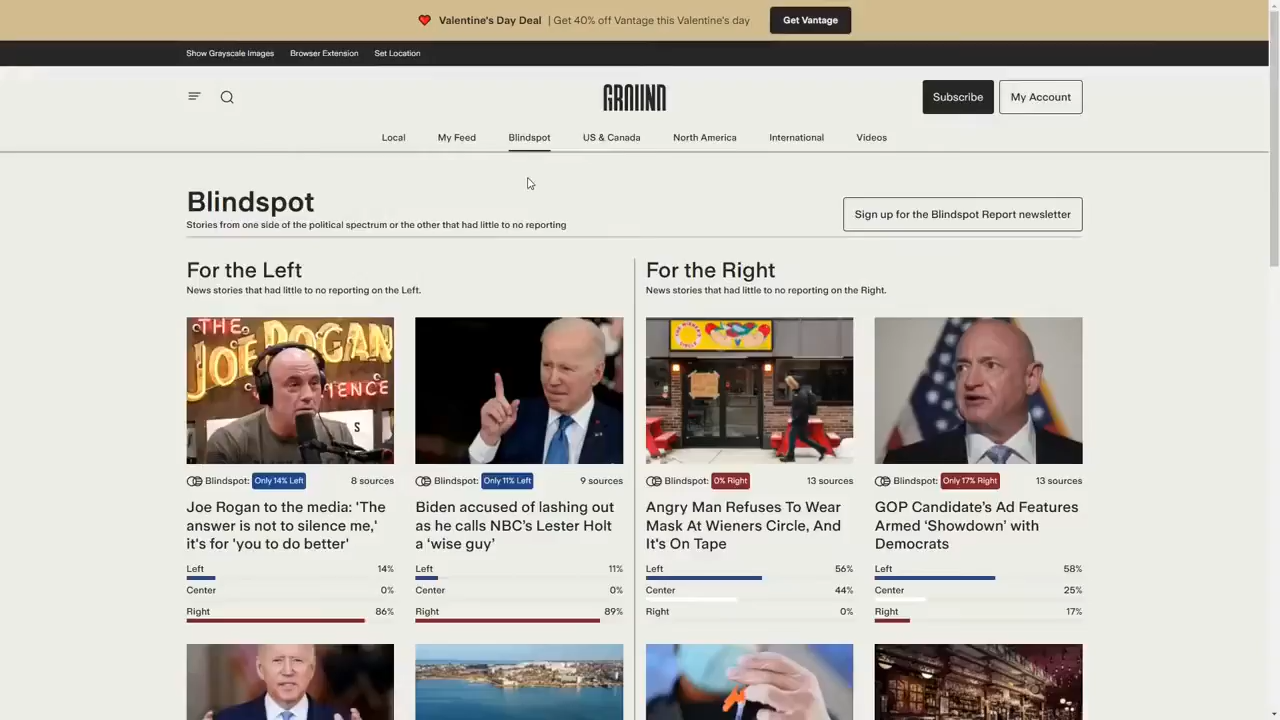 Valentine's Day Deal | Get 40% off Vantage this Valentine's day
Get Vantage
Show Grayscale Images
Browser Extension
Set Location
GROUND
Subscribe
My Account
Local
My Feed
Blindspot
US & Canada
North America
International
Videos
Blindspot
Stories from one side of the political spectrum or the other that had little to no reporting
Sign up for the Blindspot Report newsletter
For the Left
News stories that had little to no reporting on the Left.
For the Right
News stories that had little to no reporting on the Right.
THE
JOE ROGAN
IENCE
S
Blindspot: Only 14% Left
8 sources
Joe Rogan to the media: 'The
answer is not to silence me,'
it's for 'you to do better'
Left 14%
Center 0%
Right 86%
Blindspot: Only 11% Left
9 sources
Biden accused of lashing out
as he calls NBC's Lester Holt
a ‘wise guy’
Left 11%
Center 0%
Right 89%
Blindspot: 0% Right
13 sources
Angry Man Refuses To Wear
Mask At Wieners Circle, And
It's On Tape
Left 56%
Center 44%
Right 0%
Blindspot: Only 17% Right
13 sources
GOP Candidate’s Ad Features
Armed ‘Showdown’ with
Democrats
Left 58%
Center 25%
Right 17%